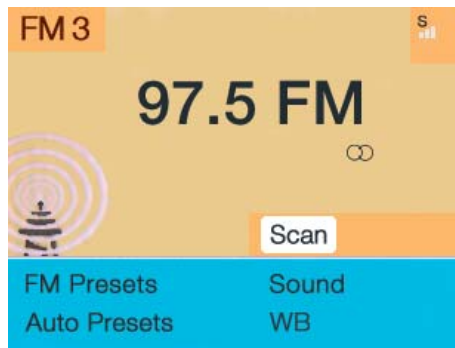 FM 3
S
97.5 FM
Scan
FM Presets Sound
Auto Presets WB